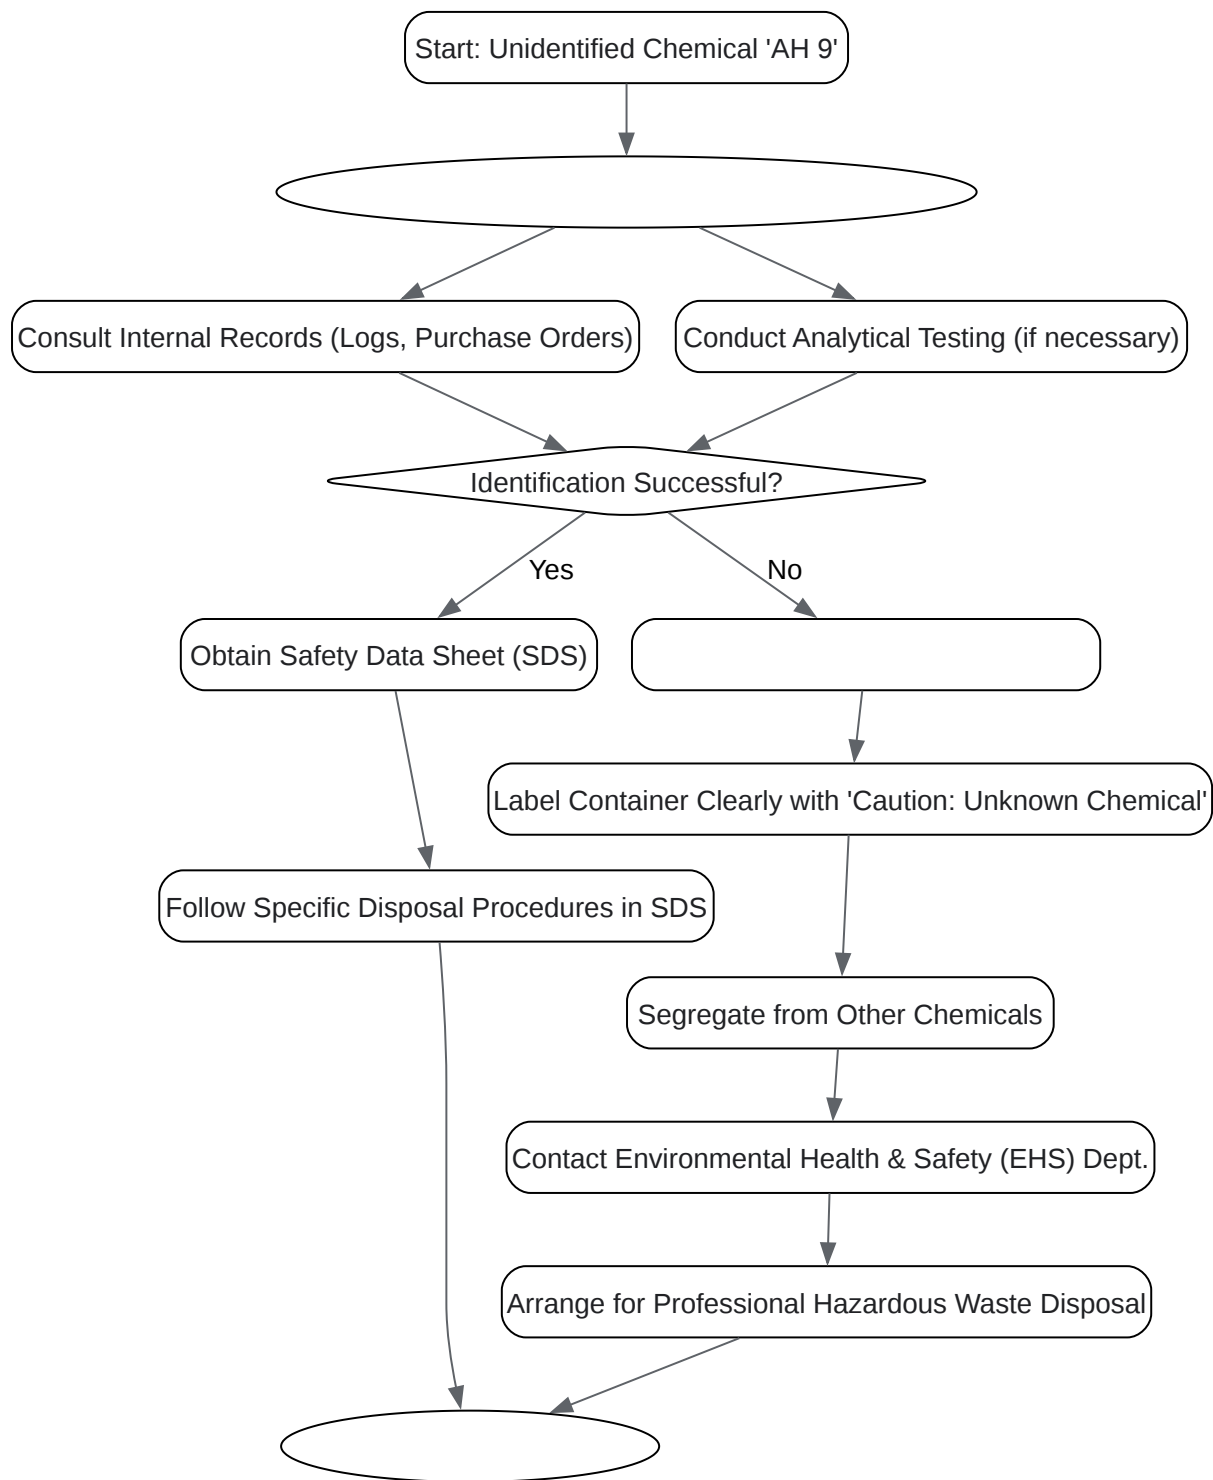 Start: Unidentified Chemical 'AH 9'
Consult Internal Records (Logs, Purchase Orders)
Conduct Analytical Testing (if necessary)
Identification Successful?
Yes
No
Obtain Safety Data Sheet (SDS)
Label Container Clearly with 'Caution: Unknown Chemical'
Follow Specific Disposal Procedures in SDS
Segregate from Other Chemicals
Contact Environmental Health & Safety (EHS) Dept.
Arrange for Professional Hazardous Waste Disposal